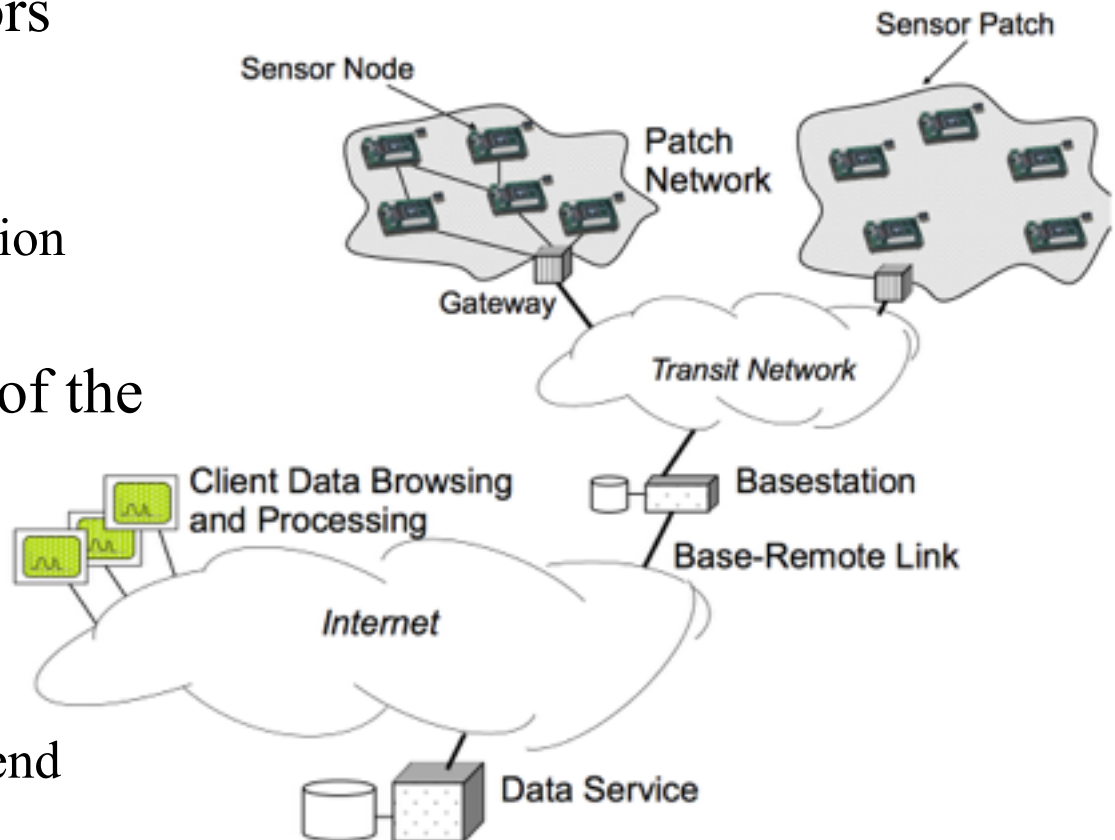 ors
ion
of the
end
Sensor Patch
Sensor Node
Patch
Network
Gateway
Transit Network
Client Data Browsing
and Processing
Basestation
Base-Remote Link
Internet
Data Service